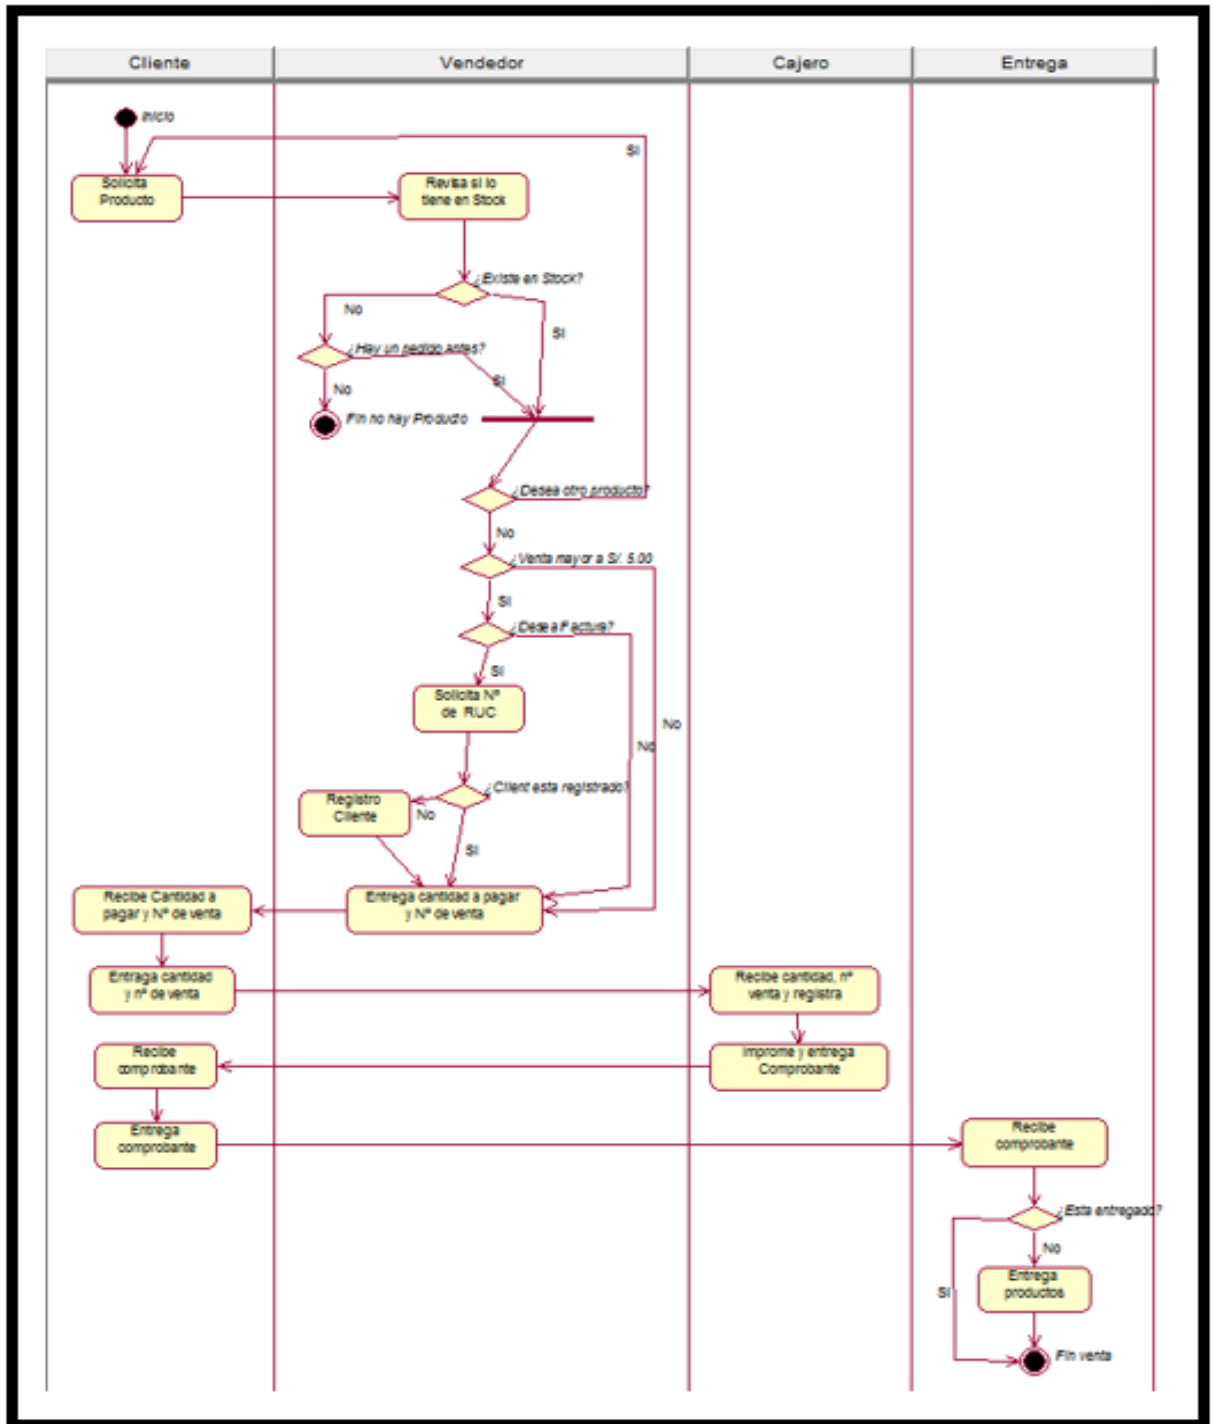 Cliente
Vendedor
Cajero
Entrega
Inicio
SI
Solicita
Producto
Revisa si lo
tiene en Stock
¿Existe en Stock?
No
SI
¿Hay un pedido antes?
SI
No
Fin no hay Producto
¿Desea otro producto?
No
¿Venta mayor a S/. 5.00
SI
¿Desea Factura?
SI
Solicita Nº
de RUC
No
No
¿Client esta registrado?
Registro
Cliente
No
SI
Recibe Cantidad a
pagar y Nº de venta
Entrega cantidad a pagar
y Nº de venta
Entraga cantidad
y nº de venta
Recibe cantidad, nº
venta y registra
Recibe
comprobante
Improme y entrega
Comprobante
Entrega
comprobante
Recibe
comprobante
¿Esta entregado?
No
Entrega
productos
SI
Fin venta